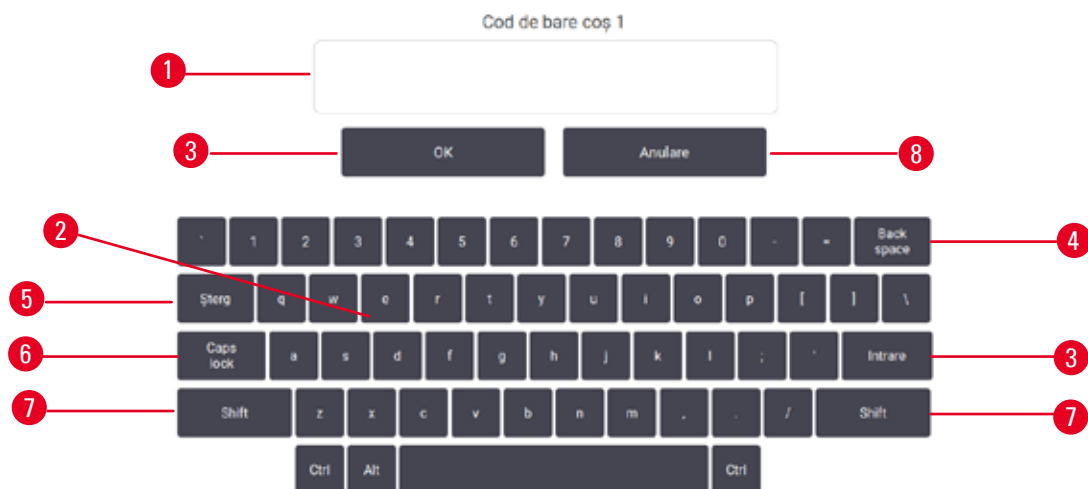 Cod de bare coș 1
1
3 OK Anulare 8
2
` 1 2 3 4 5 6 7 8 9 0 - = Back space 4
5 Șterg q w e r t y u i o p [ ] \
6 Caps lock a s d f g h j k l ; ' Intrare 3
7 Shift z x c v b n m , . / Shift 7
Ctrl Alt Ctrl